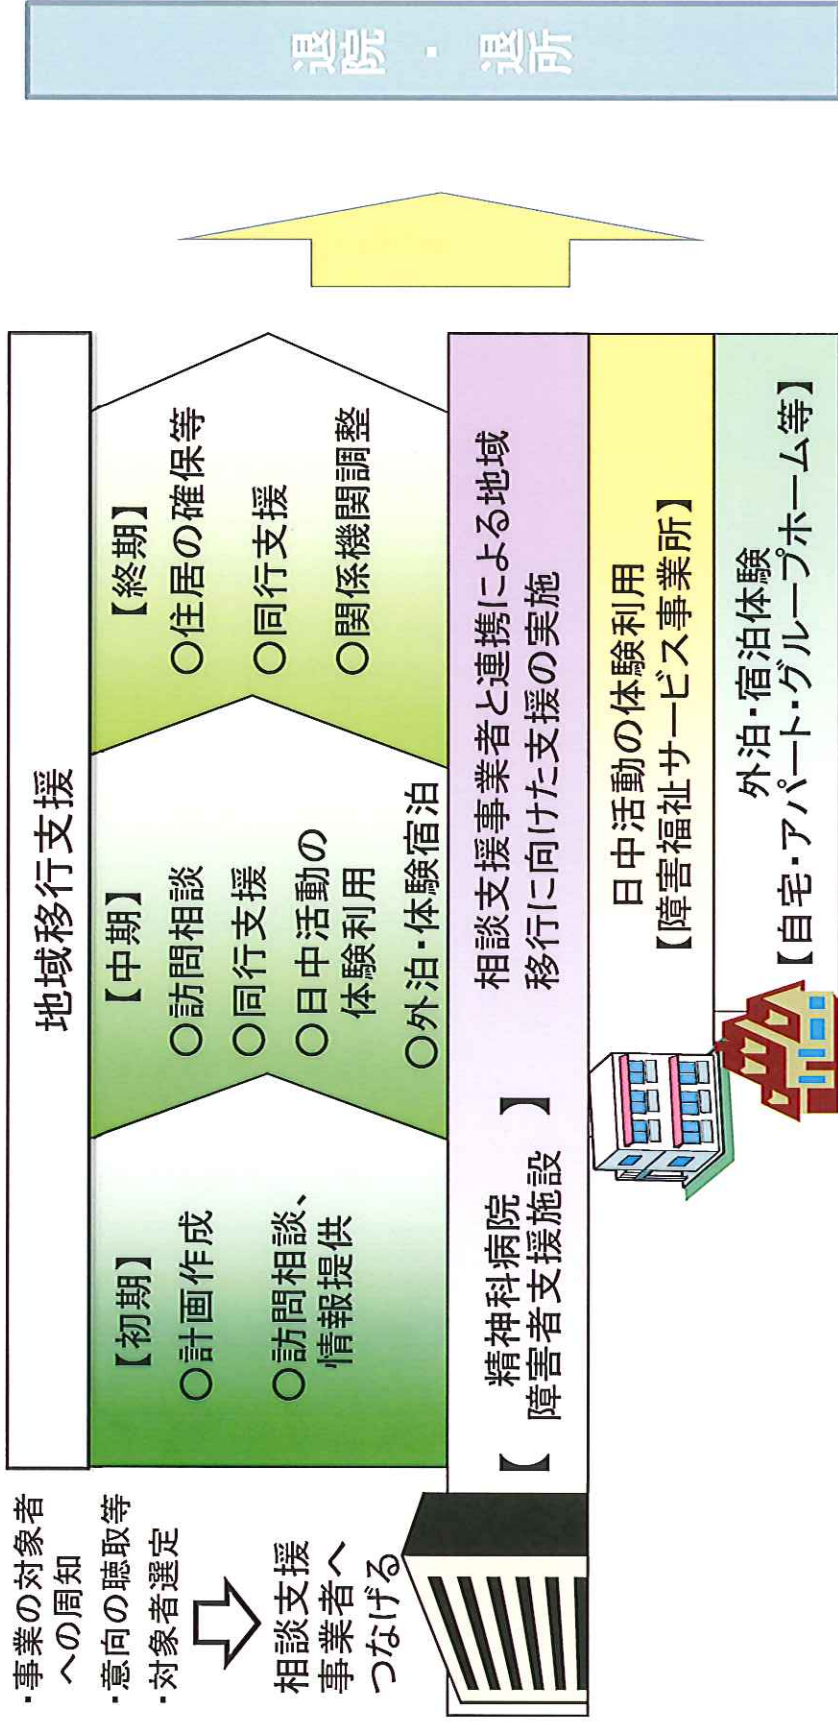 ・事業の対象者
への周知
・意向の聴取等
・対象者選定
相談支援
事業者へ
つなげる
地域移行支援
【初期】
○計画作成
○訪問相談、
情報提供
【中期】
○訪問相談
○同行支援
○日中活動の
体験利用
○外泊・体験宿泊
【終期】
○住居の確保等
○同行支援
○関係機関調整
【精神科病院
障害者支援施設】
相談支援事業者と連携による地域
移行に向けた支援の実施
日中活動の体験利用
【障害福祉サービス事業所】
外泊・宿泊体験
【自宅・アパート・グループホーム等】
退院・退所